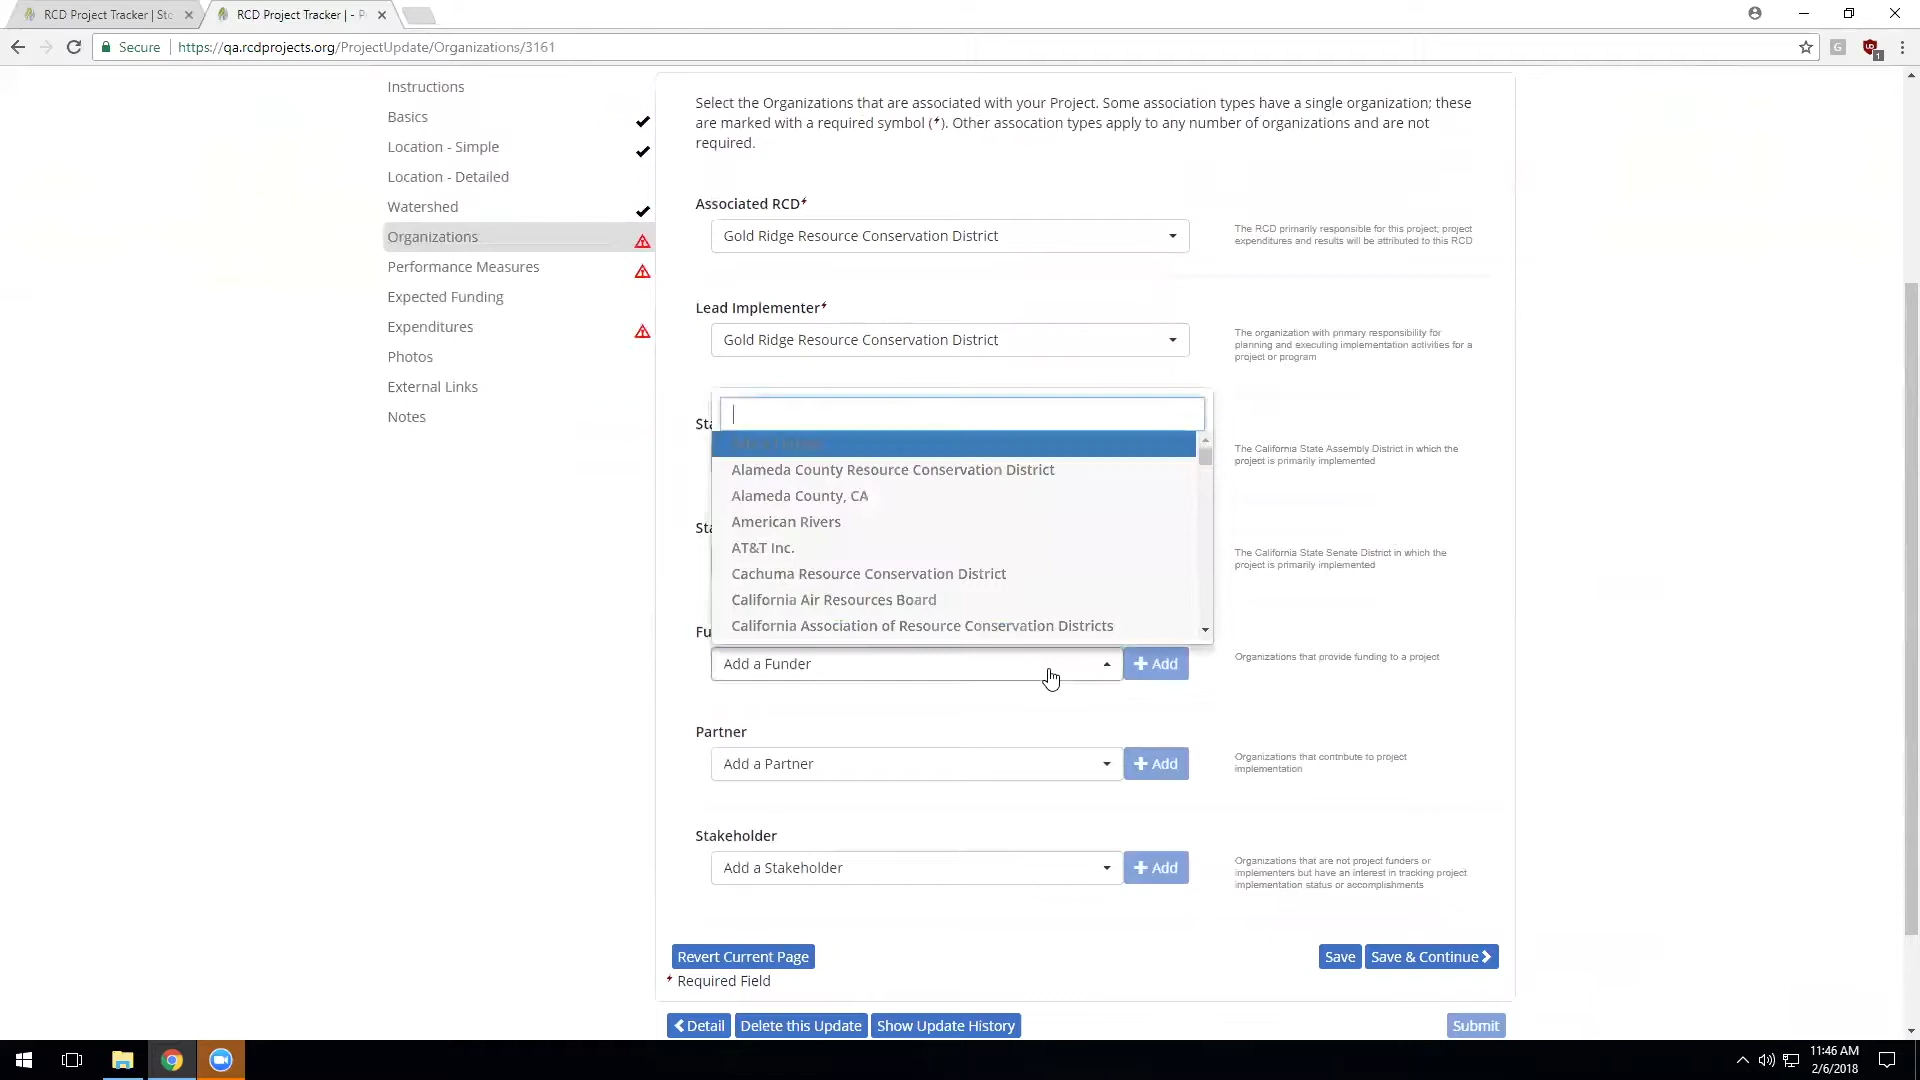 RCD Project Tracker | Sta
RCD Project Tracker | - P
Secure
https://qa.rcdprojects.org/ProjectUpdate/Organizations/3161
G
1
Instructions
Basics
Location - Simple
Location - Detailed
Watershed
Organizations
Performance Measures
Expected Funding
Expenditures
Photos
External Links
Notes
Select the Organizations that are associated with your Project. Some association types have a single organization; these
are marked with a required symbol (*). Other assocation types apply to any number of organizations and are not
required.
Associated RCD*
Gold Ridge Resource Conservation District
The RCD primarily responsible for this project; project
expenditures and results will be attributed to this RCD
Lead Implementer*
Gold Ridge Resource Conservation District
The organization with primary responsibility for
planning and executing implementation activities for a
project or program
Sta
The California State Assembly District in which the
project is primarily implemented
Alameda County Resource Conservation District
Alameda County, CA
American Rivers
Sta
AT&T Inc.
The California State Senate District in which the
project is primarily implemented
Cachuma Resource Conservation District
California Air Resources Board
California Association of Resource Conservation Districts
Fu
Add a Funder
+ Add
Organizations that provide funding to a project
Partner
Add a Partner
+ Add
Organizations that contribute to project
implementation
Stakeholder
Add a Stakeholder
+ Add
Organizations that are not project funders or
implementers but have an interest in tracking project
implementation status or accomplishments
Revert Current Page
Save
Save & Continue
* Required Field
Detail
Delete this Update
Show Update History
Submit
11:46 AM
2/6/2018